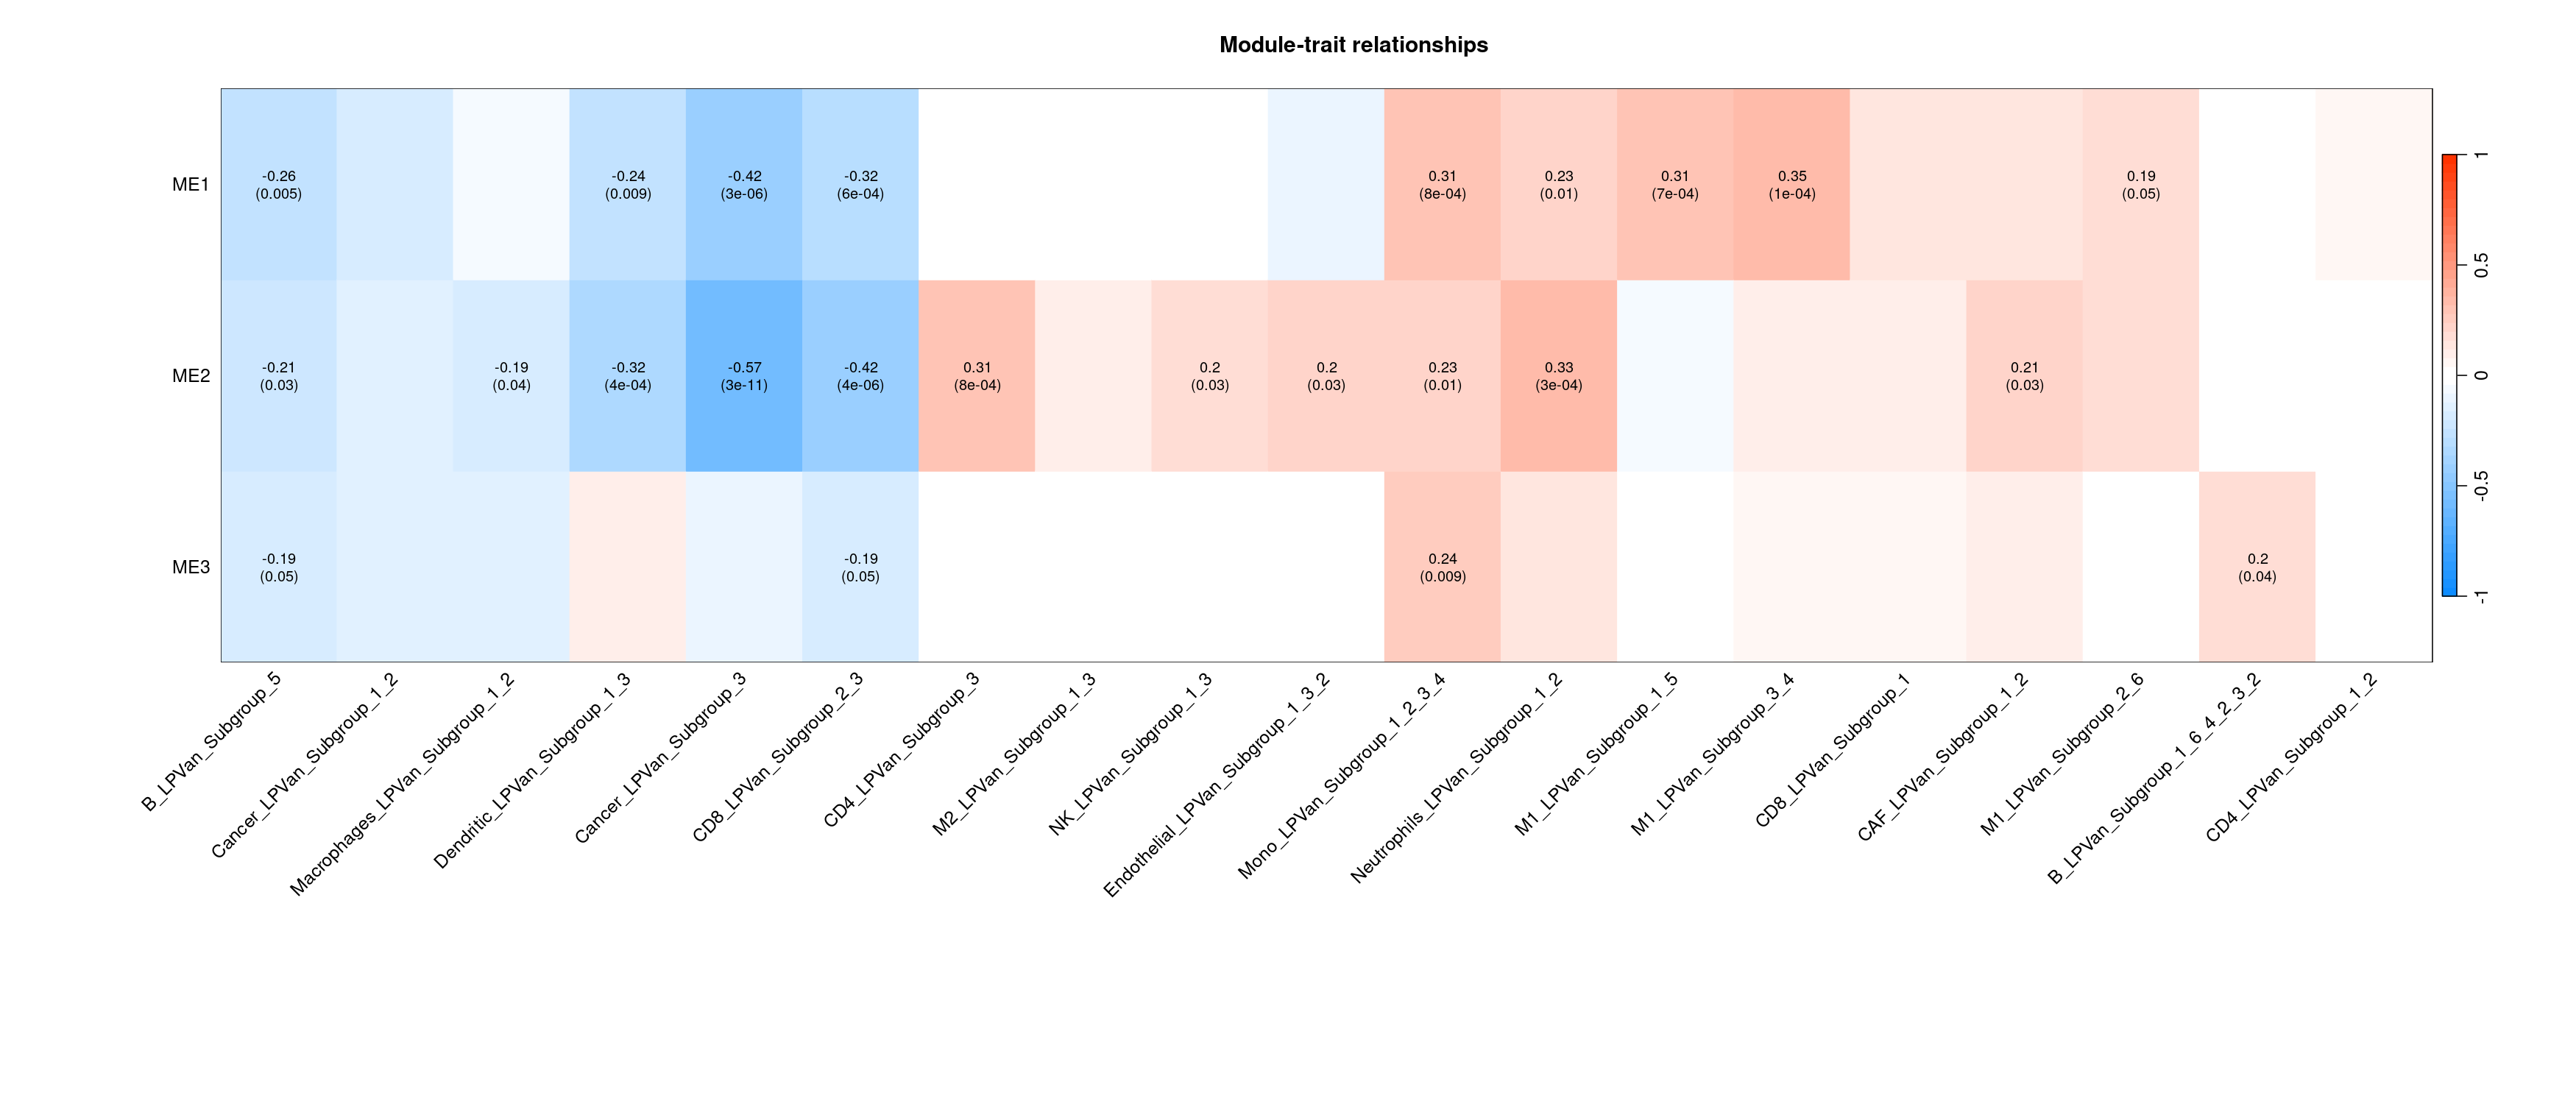 Module-trait relationships
ME1
-0.26
(0.005)
-0.24
(0.009)
-0.42
(3e-06)
-0.32
(6e-04)
0.31
(8e-04)
0.23
(0.01)
0.31
(7e-04)
0.35
(1e-04)
0.19
(0.05)
ME2
-0.21
(0.03)
-0.19
(0.04)
-0.32
(4e-04)
-0.57
(3e-11)
-0.42
(4e-06)
0.31
(8e-04)
0.2
(0.03)
0.2
(0.03)
0.23
(0.01)
0.33
(3e-04)
0.21
(0.03)
ME3
-0.19
(0.05)
-0.19
(0.05)
0.24
(0.009)
0.2
(0.04)
1
0.5
0
-0.5
-1
B_LPVan_Subgroup_5
Cancer_LPVan_Subgroup_1_2
Macrophages_LPVan_Subgroup_1_2
Dendritic_LPVan_Subgroup_1_3
Cancer_LPVan_Subgroup_3
CD8_LPVan_Subgroup_2_3
CD4_LPVan_Subgroup_3
M2_LPVan_Subgroup_1_3
NK_LPVan_Subgroup_1_3
Endothelial_LPVan_Subgroup_1_3_2
Mono_LPVan_Subgroup_1_2_3_4
Neutrophils_LPVan_Subgroup_1_2
M1_LPVan_Subgroup_1_5
M1_LPVan_Subgroup_3_4
CD8_LPVan_Subgroup_1
CAF_LPVan_Subgroup_1_2
M1_LPVan_Subgroup_2_6
B_LPVan_Subgroup_1_6_4_2_3_2
CD4_LPVan_Subgroup_1_2